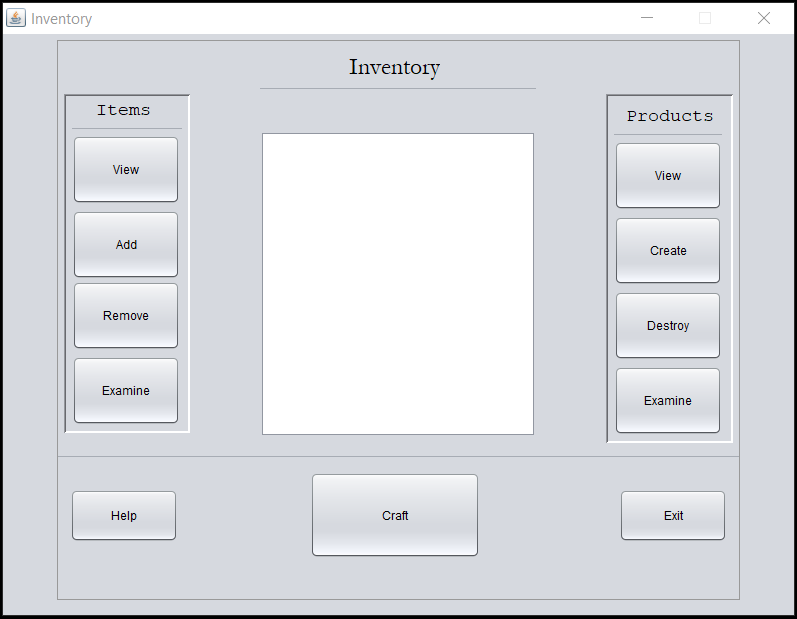 Inventory
Inventory
Items
View
Add
Remove
Examine
Products
View
Create
Destroy
Examine
Help
Craft
Exit